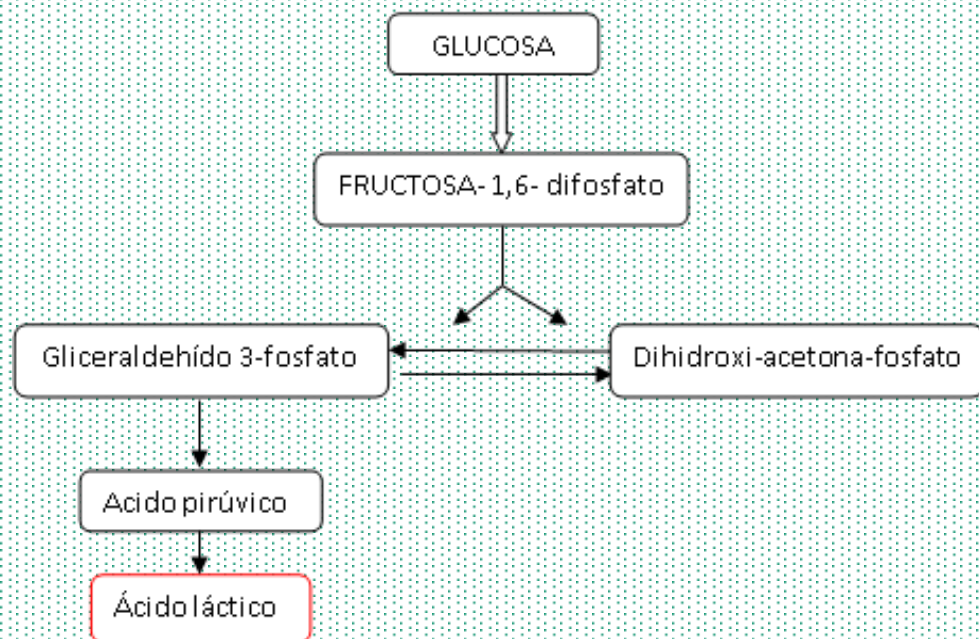 GLUCOSA
FRUCTOSA-1,6- difosfato
Gliceraldehído 3-fosfato
Dihidroxi-acetona-fosfato
Acido pirúvico
Ácido láctico